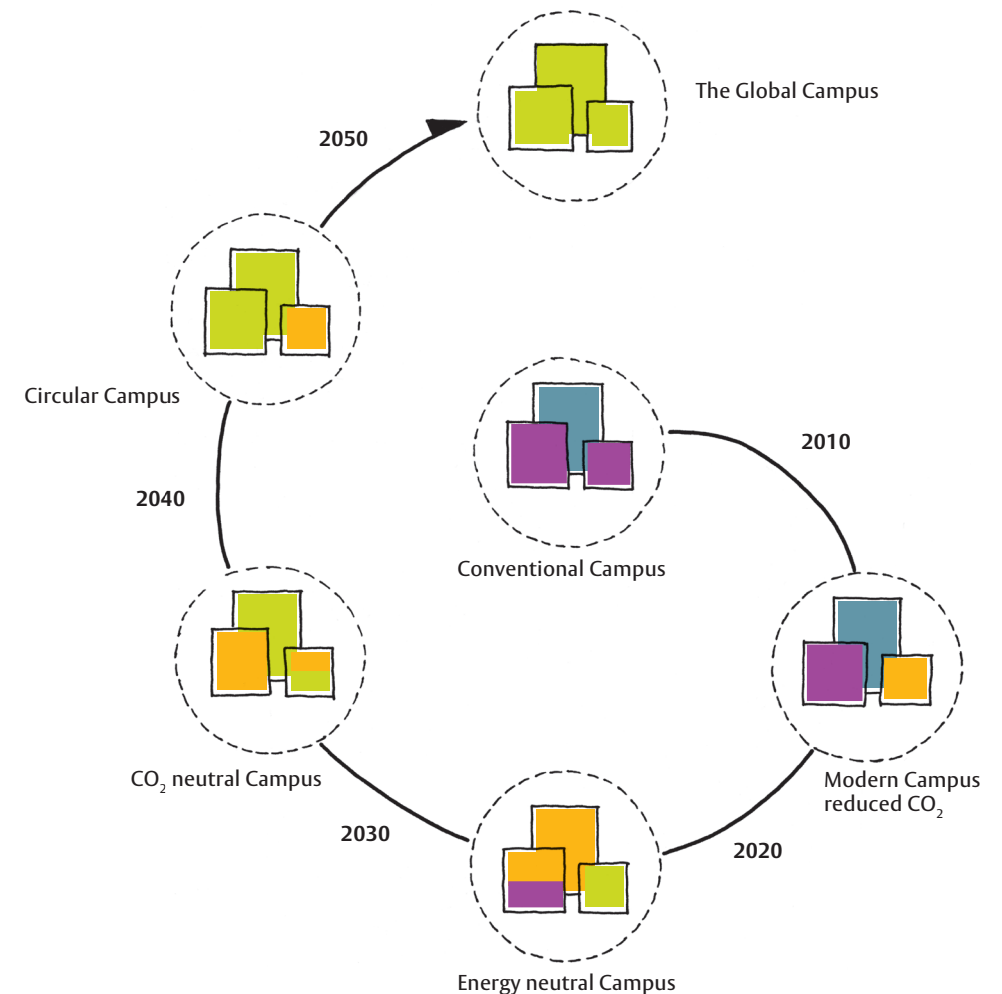 The Global Campus
2050
Circular Campus
2010
2040
Conventional Campus
CO₂ neutral Campus
Modern Campus
reduced CO₂
2030
2020
Energy neutral Campus